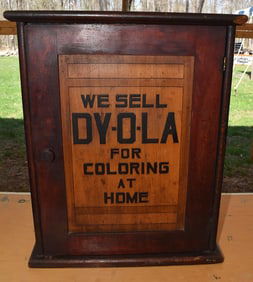 WE SELL
DY-O-LA
FOR
COLORING
AT
HOME